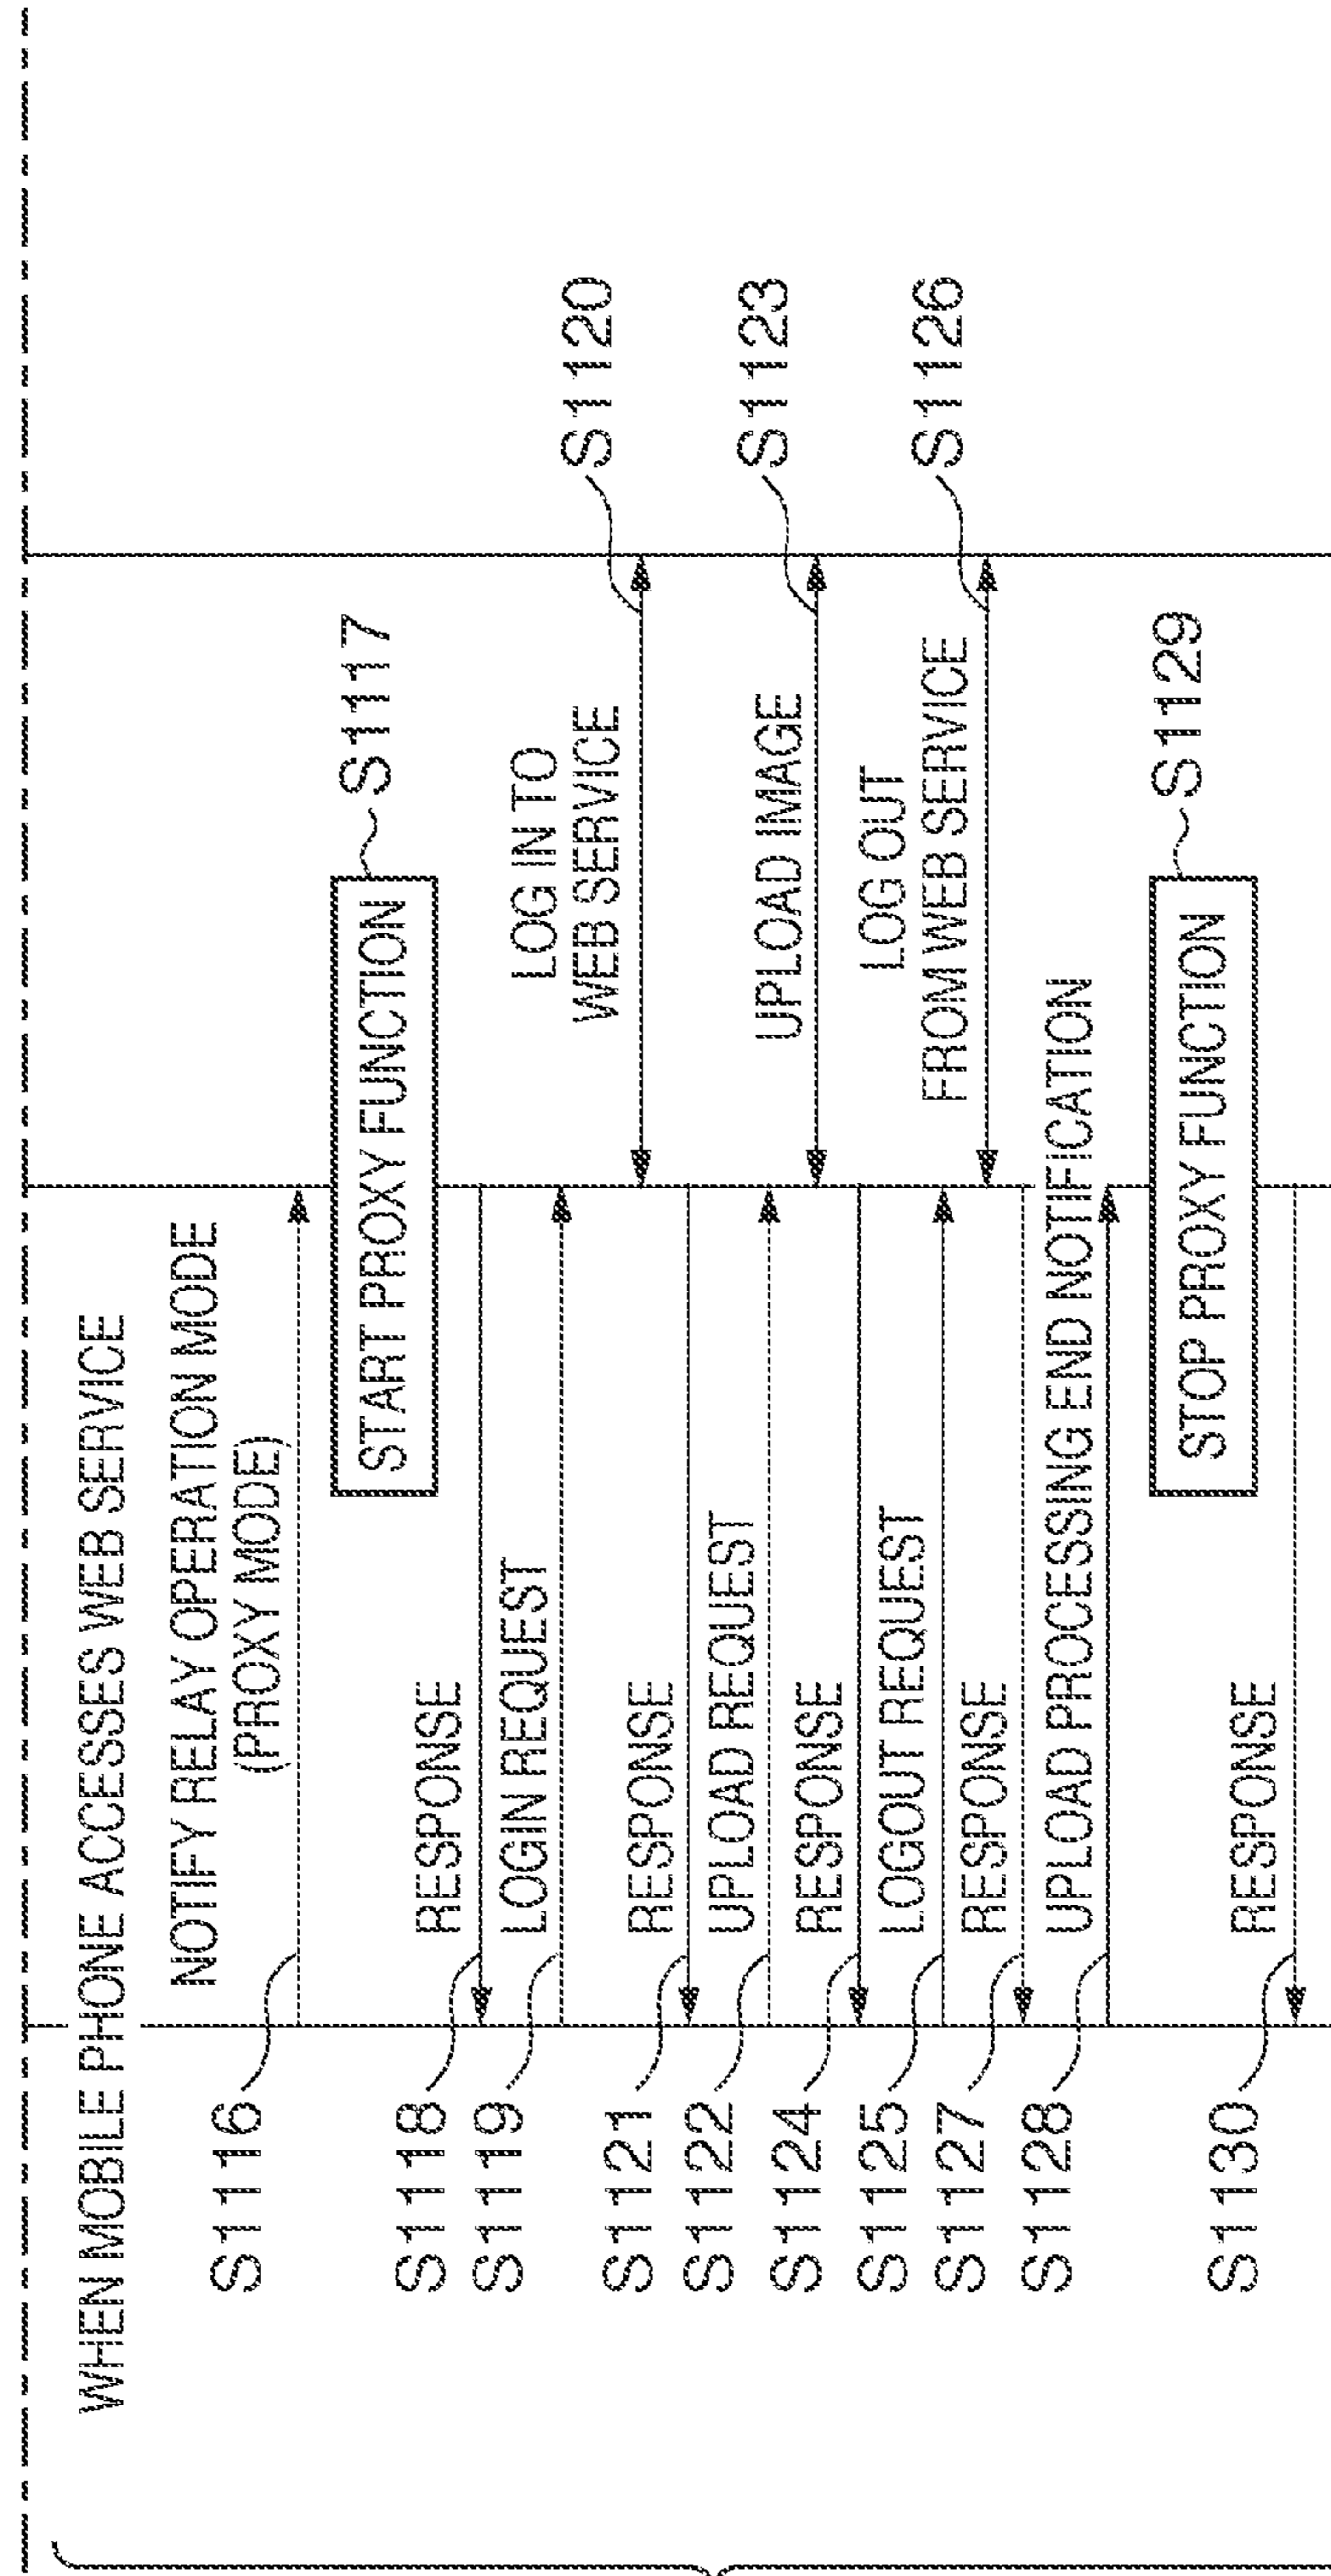 WHEN MOBILE PHONE ACCESSES WEB SERVICE
NOTIFY RELAY OPERATION MODE
(PROXY MODE)
S1116
START PROXY FUNCTION
S1117
RESPONSE
S1118
LOGIN REQUEST
S1119
LOG IN TO
WEB SERVICE
S1120
RESPONSE
S1121
UPLOAD REQUEST
S1122
UPLOAD IMAGE
S1123
RESPONSE
S1124
LOGOUT REQUEST
S1125
LOG OUT
FROM WEB SERVICE
S1126
RESPONSE
S1127
UPLOAD PROCESSING END NOTIFICATION
S1128
STOP PROXY FUNCTION
S1129
RESPONSE
S1130